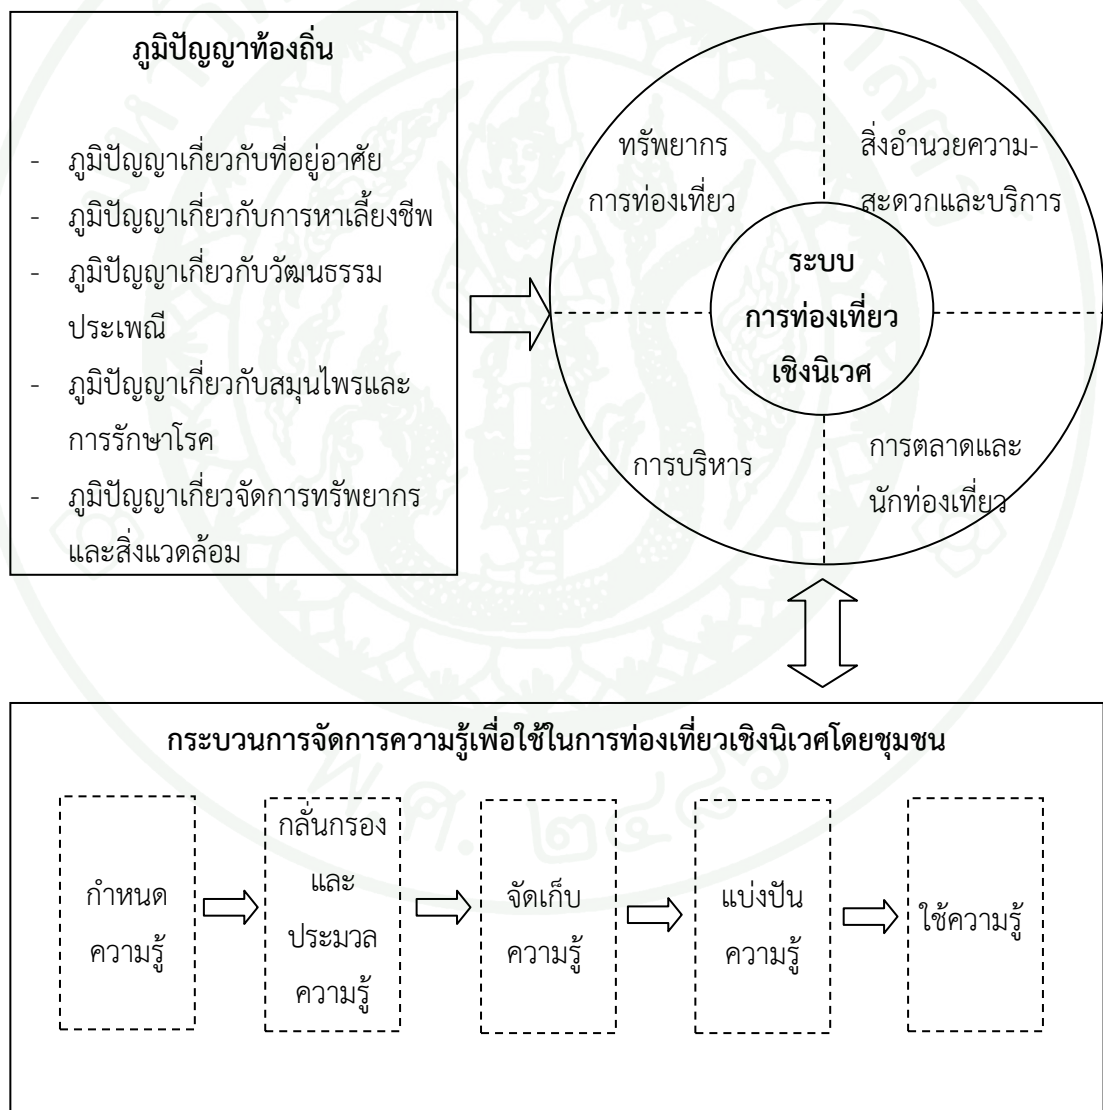 ภูมิปัญญาท้องถิ่น
- ภูมิปัญญาเกี่ยวกับที่อยู่อาศัย
- ภูมิปัญญาเกี่ยวกับการหาเลี้ยงชีพ
- ภูมิปัญญาเกี่ยวกับวัฒนธรรม
ประเพณี
- ภูมิปัญญาเกี่ยวกับสมุนไพรและ
การรักษาโรค
- ภูมิปัญญาเกี่ยวจัดการทรัพยากร
และสิ่งแวดล้อม
ทรัพยากร
การท่องเที่ยว
สิ่งอำนวยความ-
สะดวกและบริการ
ระบบ
การท่องเที่ยว
เชิงนิเวศ
การบริหาร
การตลาดและ
นักท่องเที่ยว
กระบวนการจัดการความรู้เพื่อใช้ในการท่องเที่ยวเชิงนิเวศโดยชุมชน
กำหนด
ความรู้
กลั่นกรอง
และ
ประมวล
ความรู้
จัดเก็บ
ความรู้
แบ่งปัน
ความรู้
ใช้ความรู้
พ.ศ. ๒๔๘๖